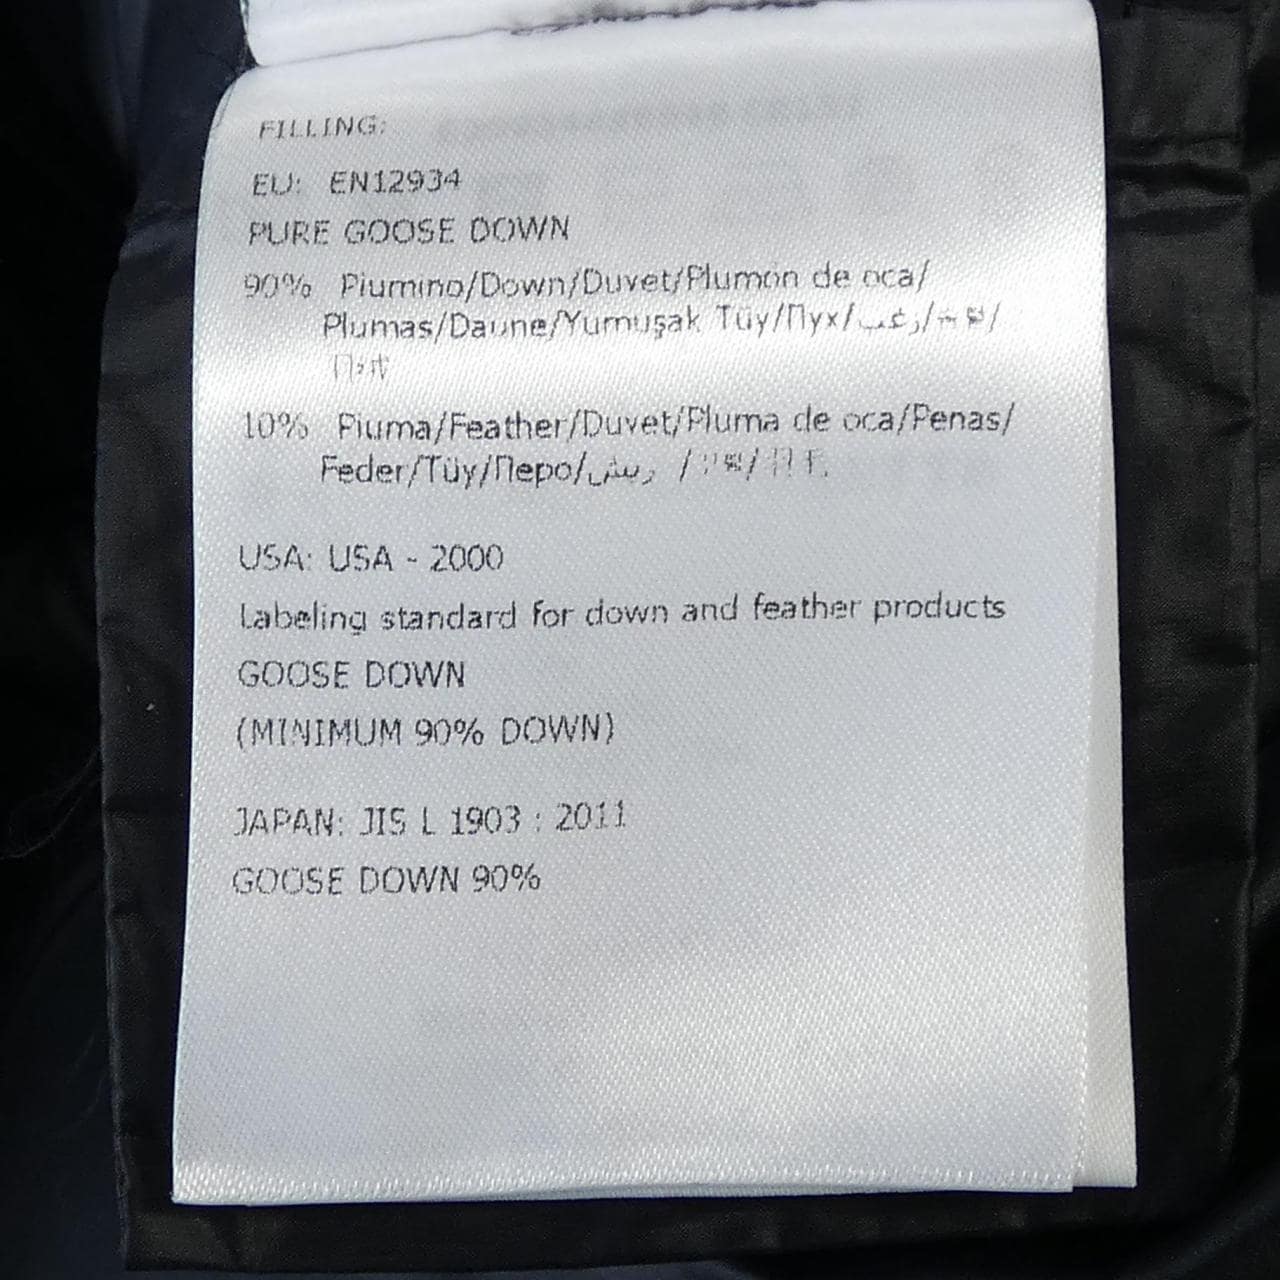 FILLING:
EU: EN12934
PURE GOOSE DOWN
90% Piumino/Down/Duvet/Plumón de oca/
Plumas/Daune/Yumuşak Tüy/Пух/زغب/
10% Piuma/Feather/Duvet/Pluma de oca/Penas/
Feder/Tüy/Перо/ريش /
USA: USA - 2000
Labeling standard for down and feather products
GOOSE DOWN
(MINIMUM 90% DOWN)
JAPAN: JIS L 1903 : 2011
GOOSE DOWN 90%